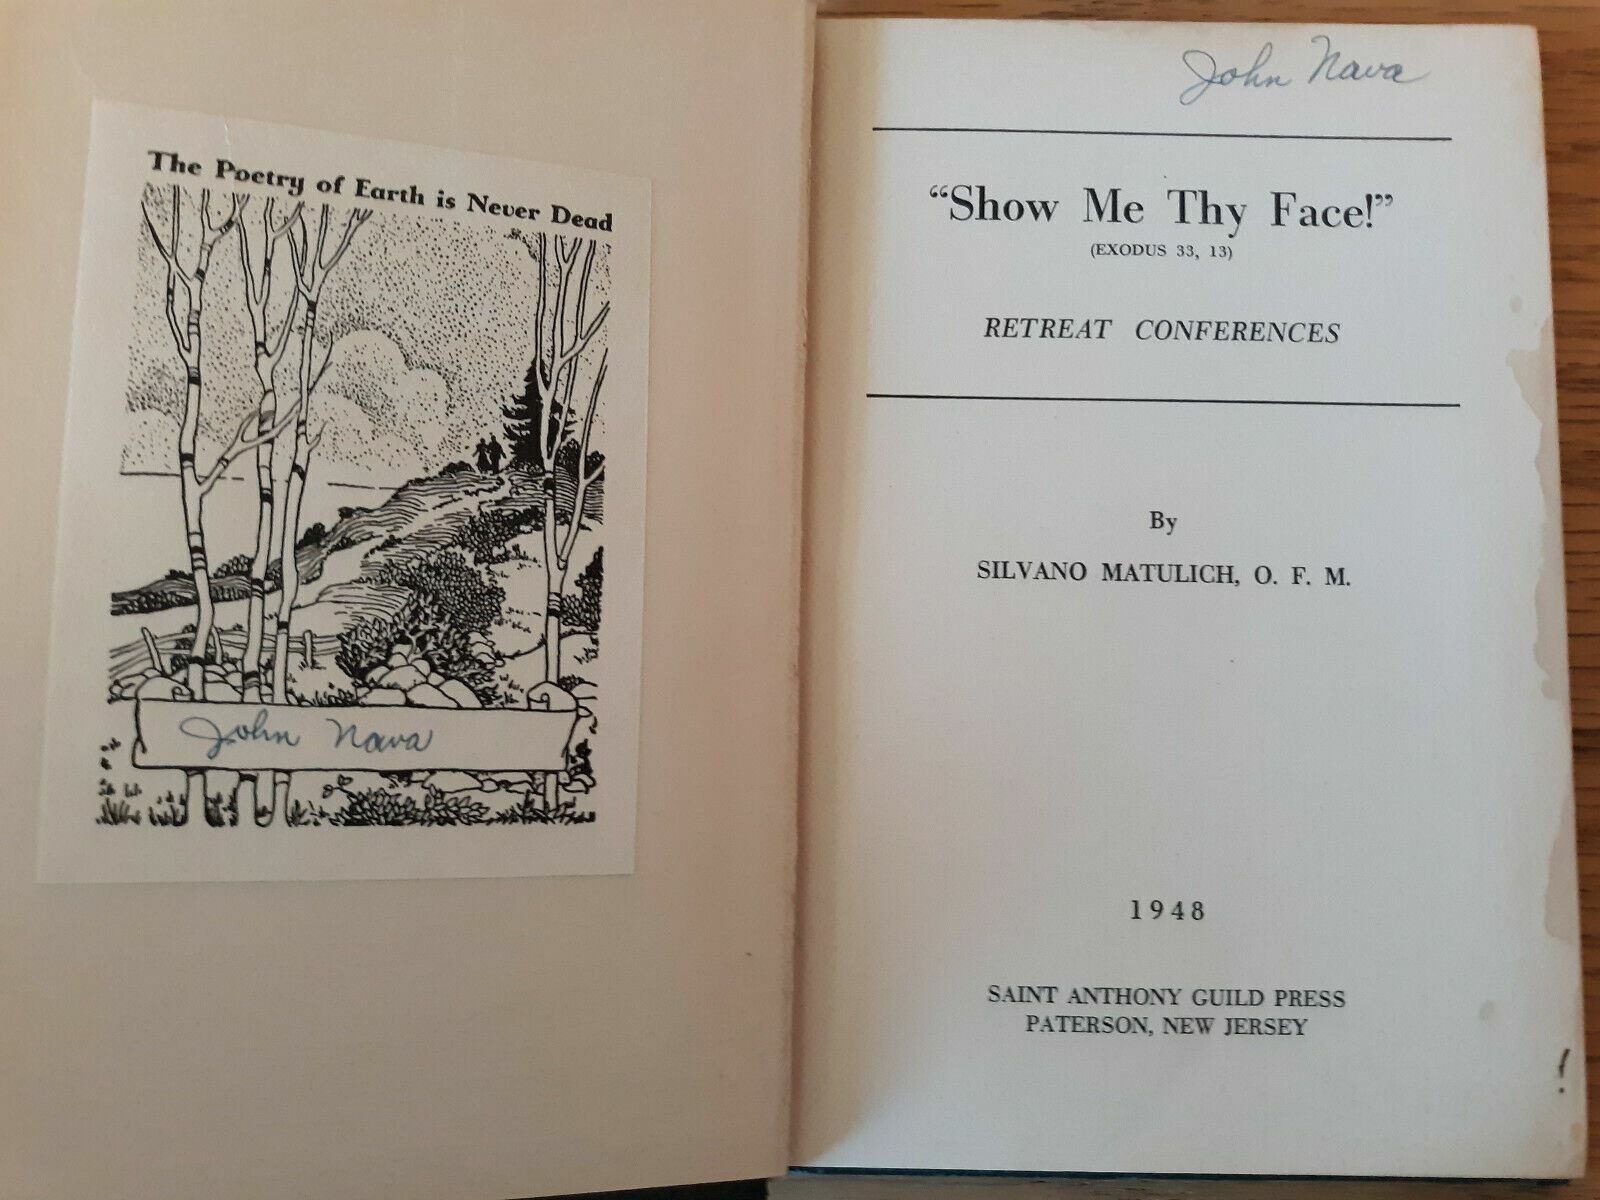 The Poetry of Earth is Never Dead
John Nava
John Nava
“Show Me Thy Face!”
(EXODUS 33, 13)
RETREAT CONFERENCES
By
SILVANO MATULICH, O. F. M.
1948
SAINT ANTHONY GUILD PRESS
PATERSON, NEW JERSEY
!